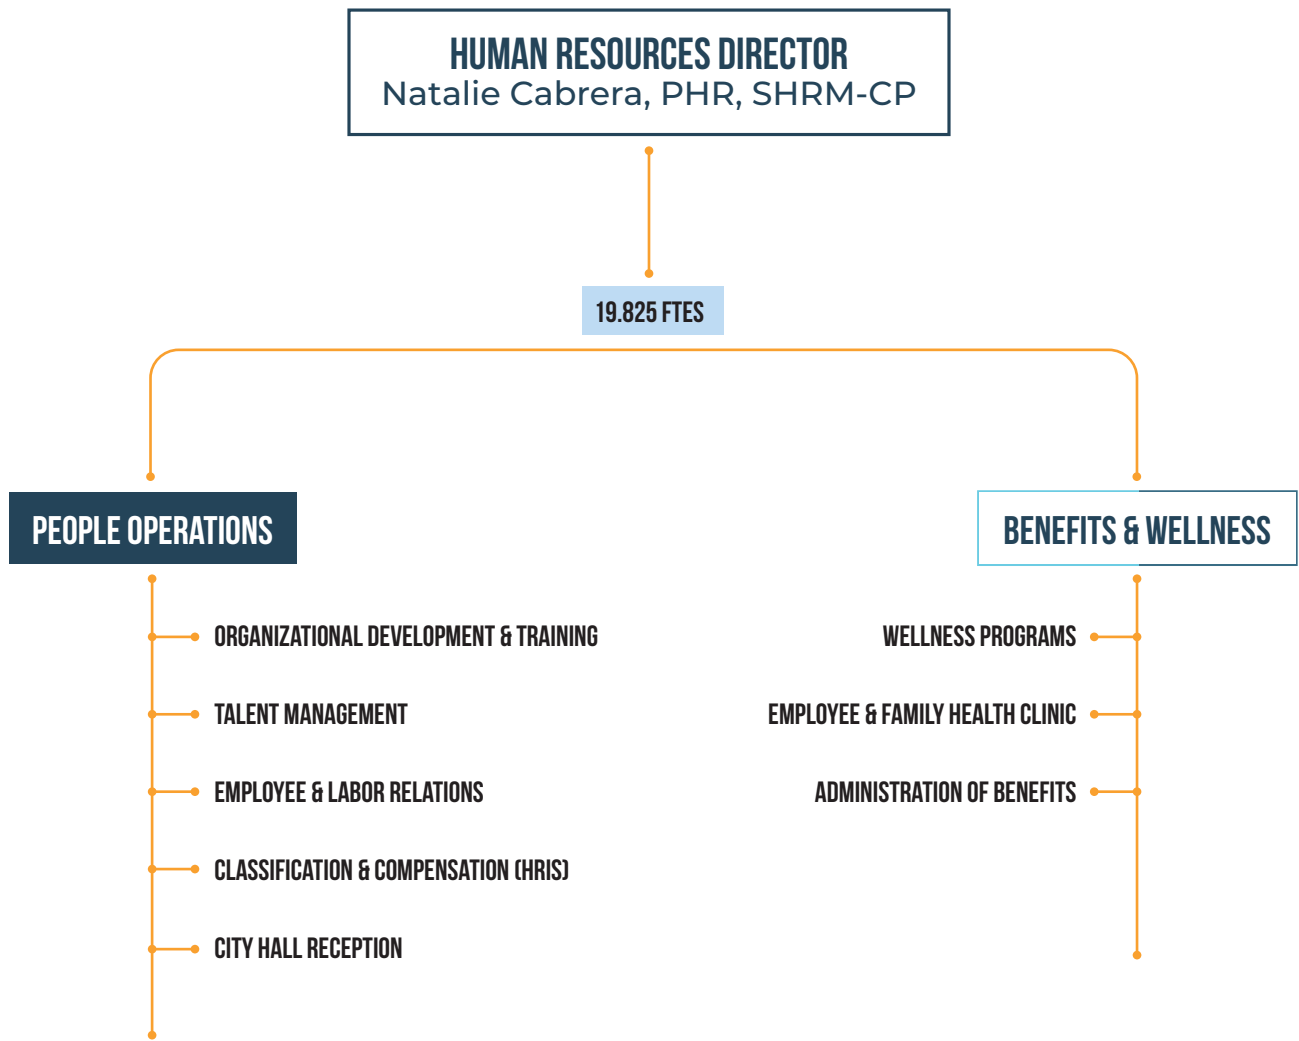 HUMAN RESOURCES DIRECTOR
Natalie Cabrera, PHR, SHRM-CP
19.825 FTES
PEOPLE OPERATIONS
ORGANIZATIONAL DEVELOPMENT & TRAINING
TALENT MANAGEMENT
EMPLOYEE & LABOR RELATIONS
CLASSIFICATION & COMPENSATION (HRIS)
CITY HALL RECEPTION
BENEFITS & WELLNESS
WELLNESS PROGRAMS
EMPLOYEE & FAMILY HEALTH CLINIC
ADMINISTRATION OF BENEFITS